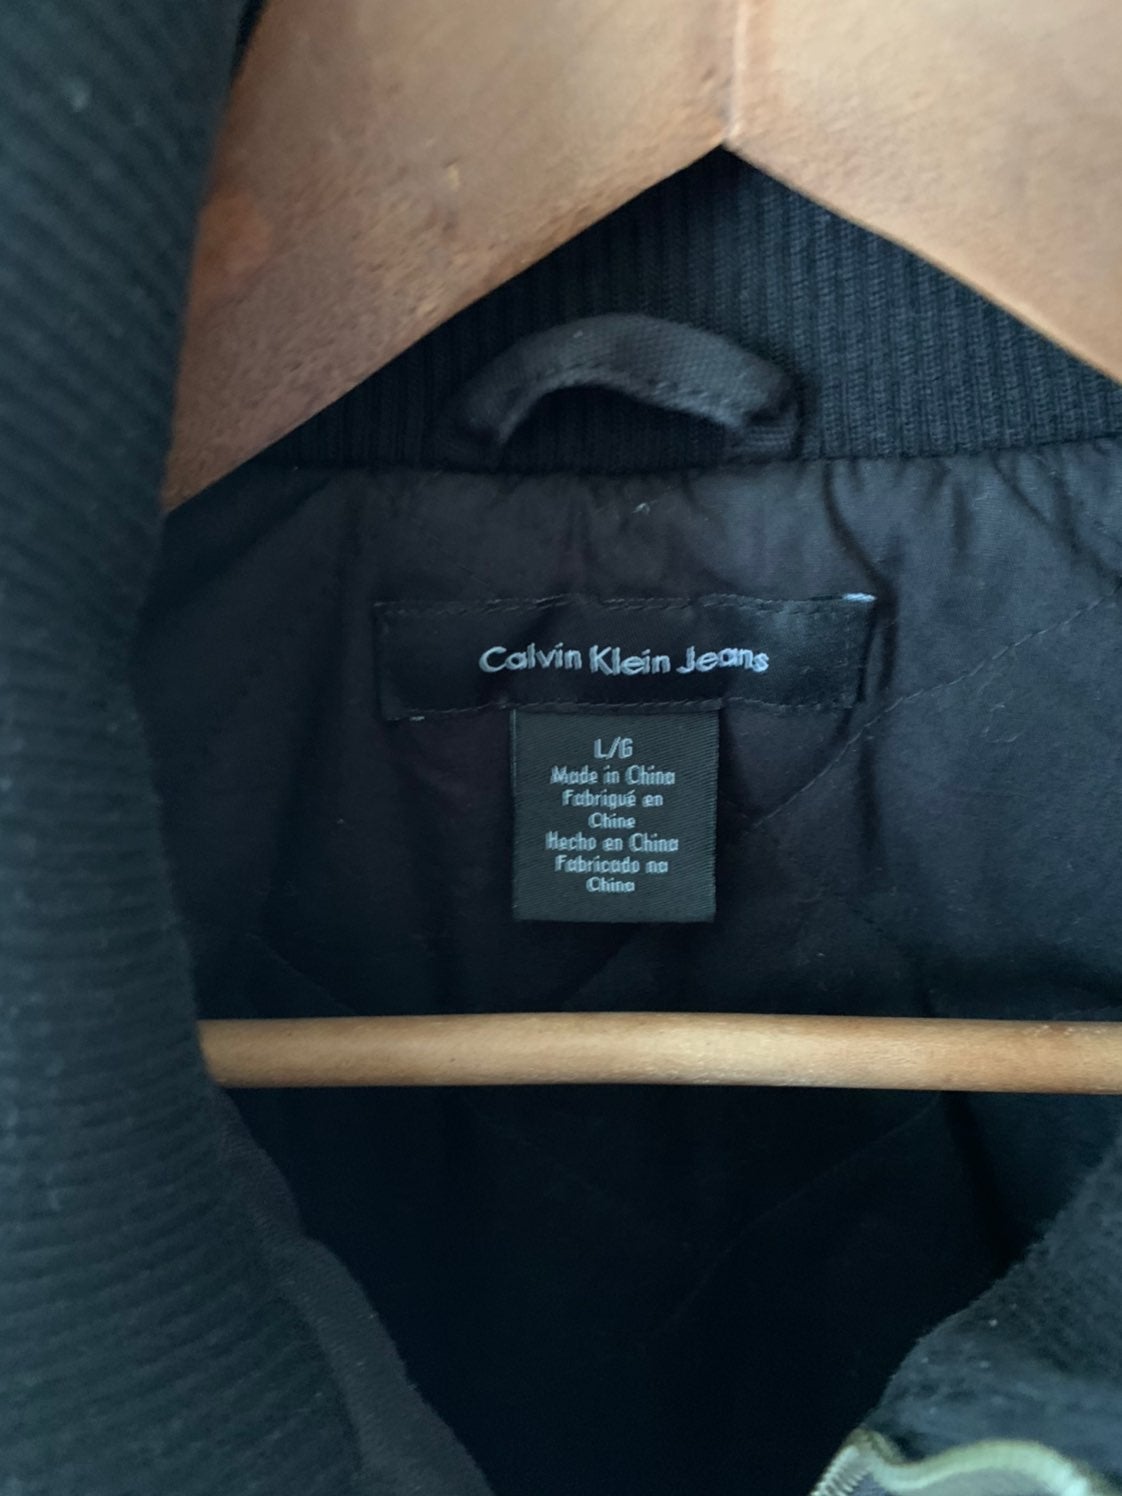 Calvin Klein Jeans
L/G
Made in China
Fabriqué en
Chine
Hecho en China
Fabricado na
China